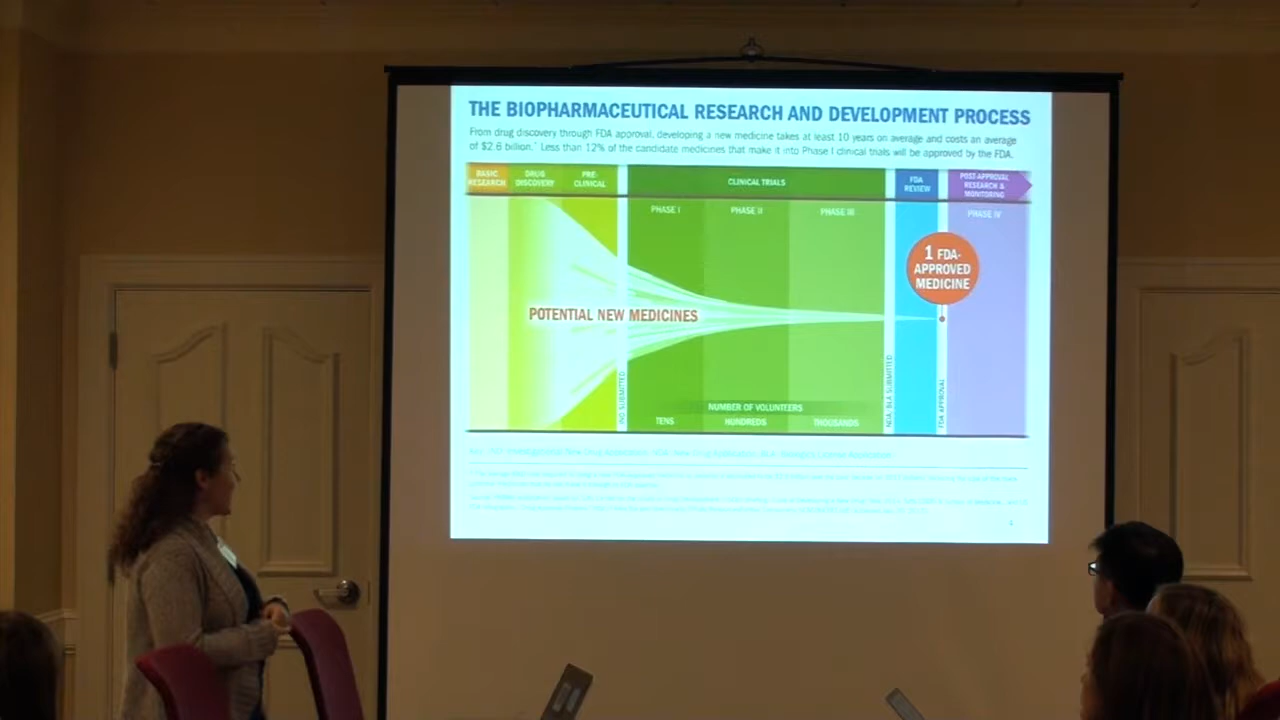 THE BIOPHARMACEUTICAL RESEARCH AND DEVELOPMENT PROCESS
From drug discovery through FDA approval, developing a new medicine takes at least 10 years on average and costs an average
of $2.6 billion.* Less than 12% of the candidate medicines that make it into Phase I clinical trials will be approved by the FDA.
BASIC
RESEARCH
DRUG
DISCOVERY
PRE-
CLINICAL
CLINICAL TRIALS
FDA
REVIEW
POST-APPROVAL
RESEARCH &
MONITORING
PHASE I
PHASE II
PHASE III
PHASE IV
1 FDA-
APPROVED
MEDICINE
POTENTIAL NEW MEDICINES
IND SUBMITTED
NDA/BLA SUBMITTED
FDA APPROVAL
NUMBER OF VOLUNTEERS
TENS
HUNDREDS
THOUSANDS